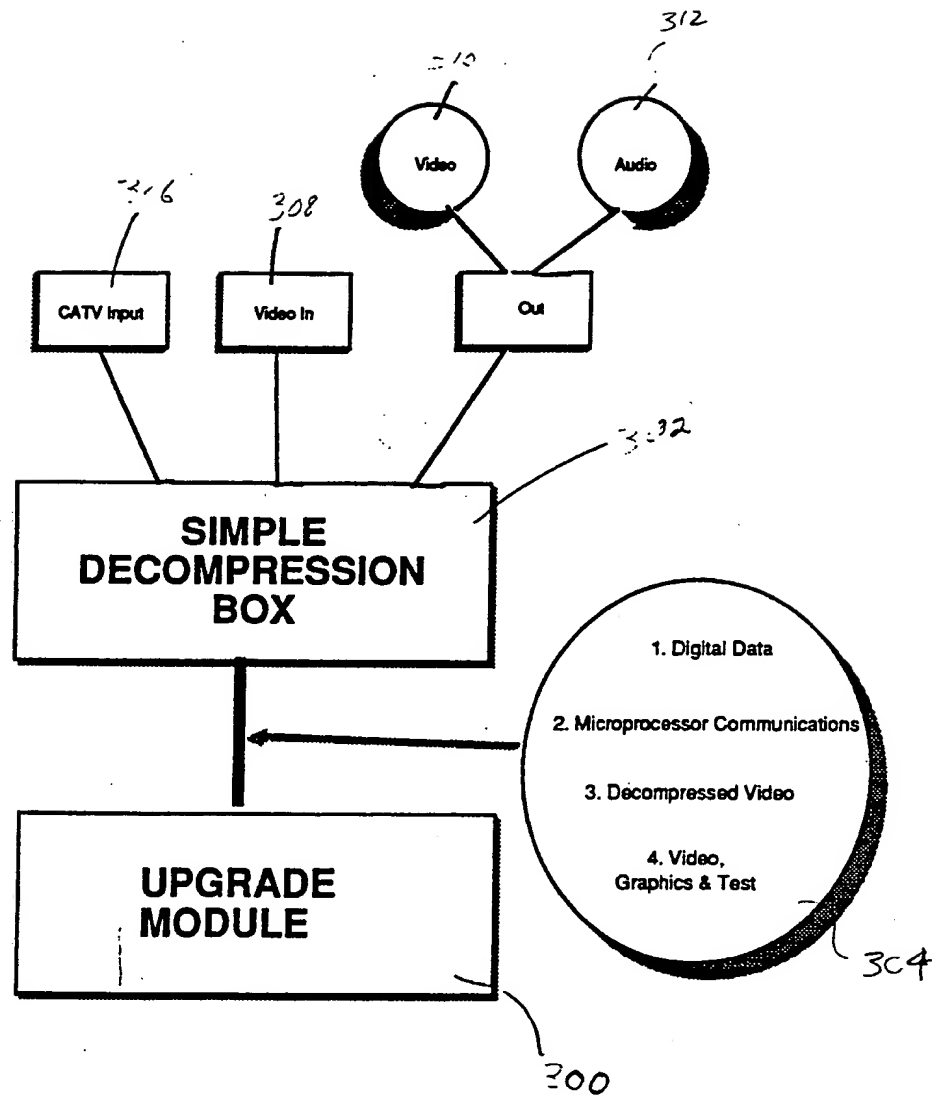 312
308
Video
Audio
CATV Input
Video In
Out
SIMPLE
DECOMPRESSION
BOX
1. Digital Data
2. Microprocessor Communications
3. Decompressed Video
4. Video,
Graphics & Test
UPGRADE
MODULE
304
300